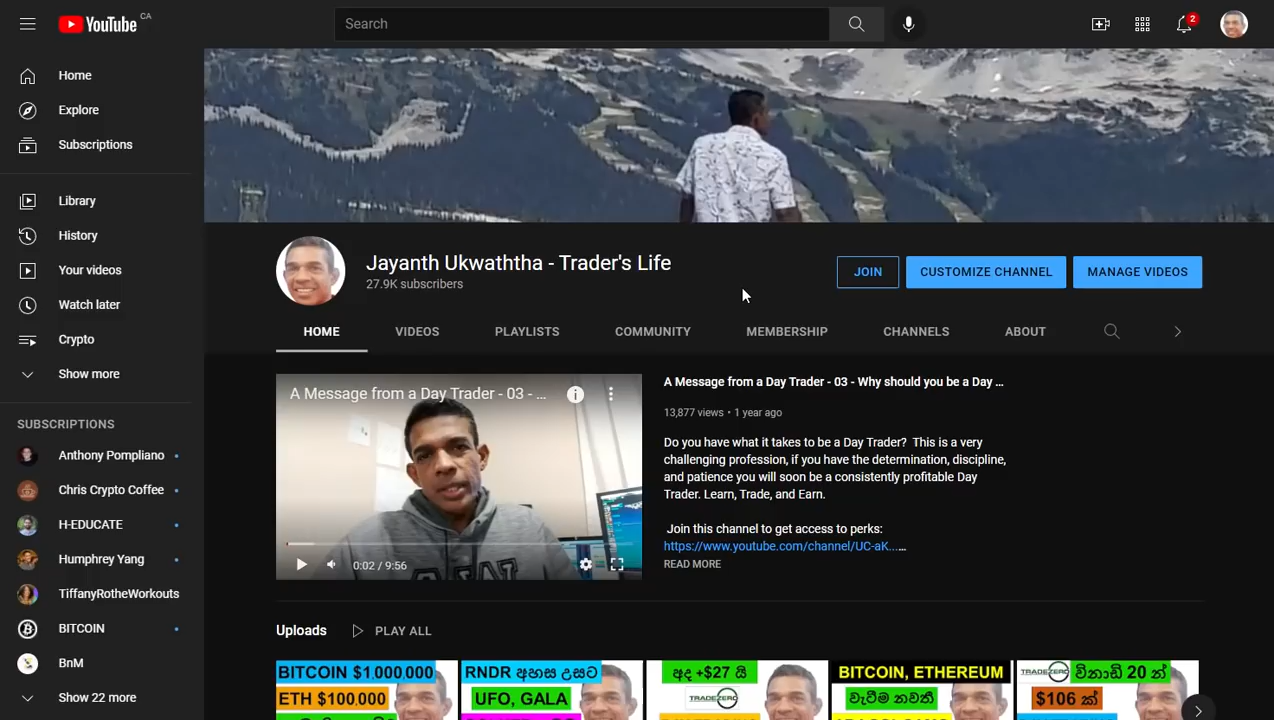 YouTube CA
Search
2
Home
Explore
Subscriptions
Library
History
Your videos
Watch later
Crypto
Show more
SUBSCRIPTIONS
Anthony Pompliano
Chris Crypto Coffee
H-EDUCATE
Humphrey Yang
TiffanyRotheWorkouts
BITCOIN
BnM
Show 22 more
Jayanth Ukwaththa - Trader's Life
27.9K subscribers
JOIN
CUSTOMIZE CHANNEL
MANAGE VIDEOS
HOME
VIDEOS
PLAYLISTS
COMMUNITY
MEMBERSHIP
CHANNELS
ABOUT
A Message from a Day Trader - 03 - ...
0:02 / 9:56
A Message from a Day Trader - 03 - Why should you be a Day ...
13,877 views • 1 year ago
Do you have what it takes to be a Day Trader? This is a very
challenging profession, if you have the determination, discipline,
and patience you will soon be a consistently profitable Day
Trader. Learn, Trade, and Earn.
Join this channel to get access to perks:
https://www.youtube.com/channel/UC-aK...…
READ MORE
Uploads
PLAY ALL
BITCOIN $1,000,000
ETH $100,000
RNDR අහස උසට
UFO, GALA
අද +$27 යි
TRADEZERO
BITCOIN, ETHEREUM
වැටීම නවතී
TRADEZERO විනාඩි 20 න්
$106 ක්